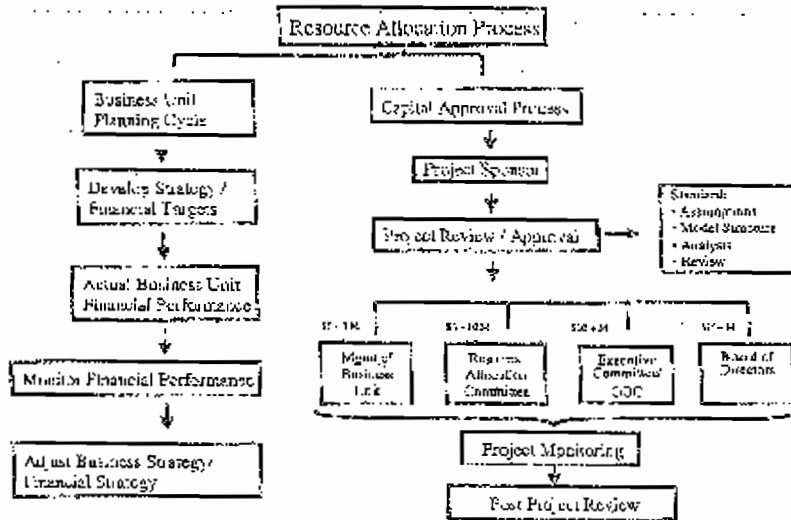 Resource Allocation Process
Business Unit
Planning Cycle
Develop Strategy /
Financial Targets
Actual Business Unit
Financial Performance
Monitor Financial Performance
Adjust Business Strategy/
Financial Strategy
Capital Approval Process
Project Sponsor
Project Review / Approval
Standards
- Assumptions
- Model Structure
- Analysis
- Review
Mgmt of
Business
Unit
Resource
Allocation
Committee
Executive
Committee/
Board of
Directors
Project Monitoring
Post Project Review